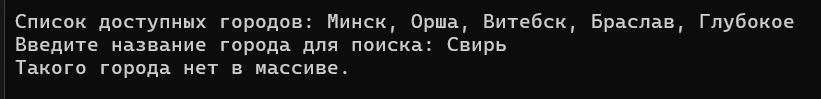 Список доступных городов: Минск, Орша, Витебск, Браслав, Глубокое
Введите название города для поиска: Свирь
Такого города нет в массиве.